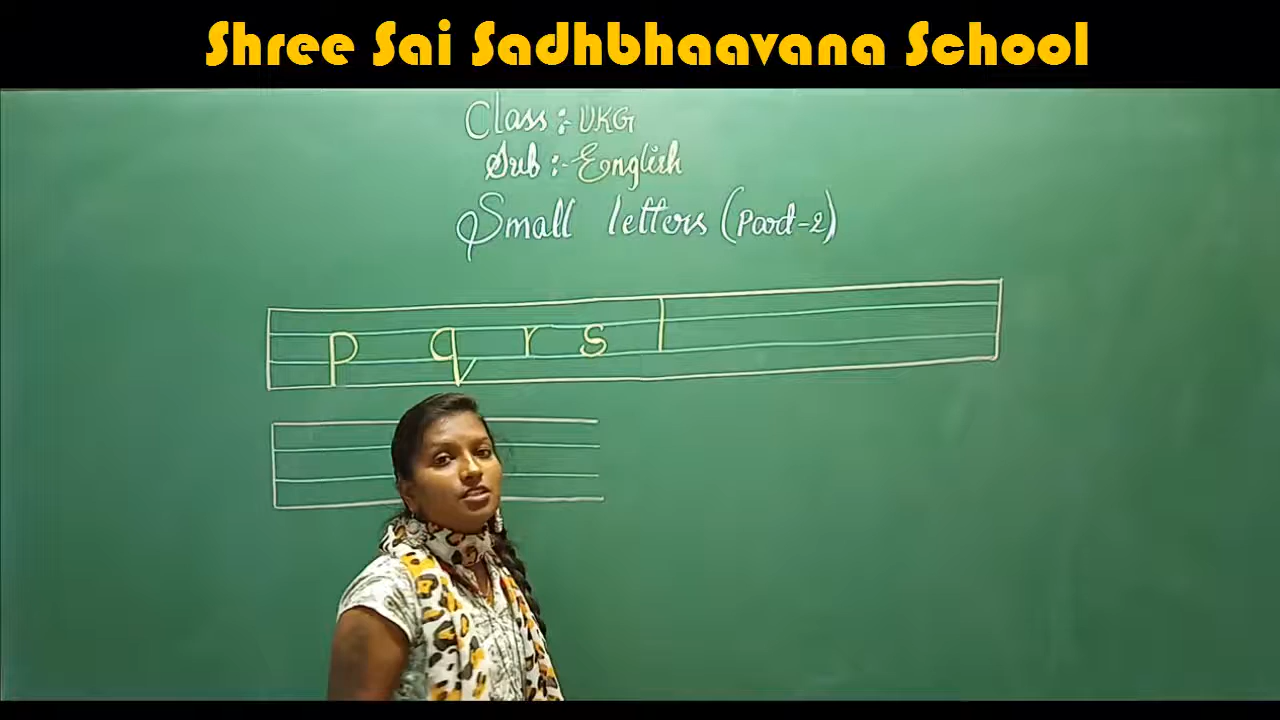 Shree Sai Sadhbhaavana School
Class :- UKG
Sub :- English
Small letters (Part-2)
p q r s